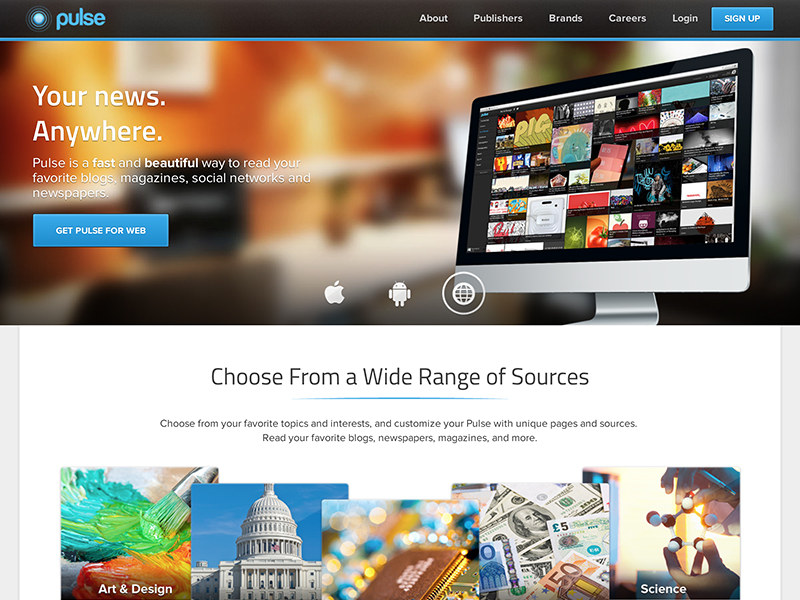 pulse
About Publishers Brands Careers Login SIGN UP
Your news.
Anywhere.
Pulse is a fast and beautiful way to read your
favorite blogs, magazines, social networks and
newspapers.
GET PULSE FOR WEB
Choose From a Wide Range of Sources
Choose from your favorite topics and interests, and customize your Pulse with unique pages and sources.
Read your favorite blogs, newspapers, magazines, and more.
Art & Design
Science